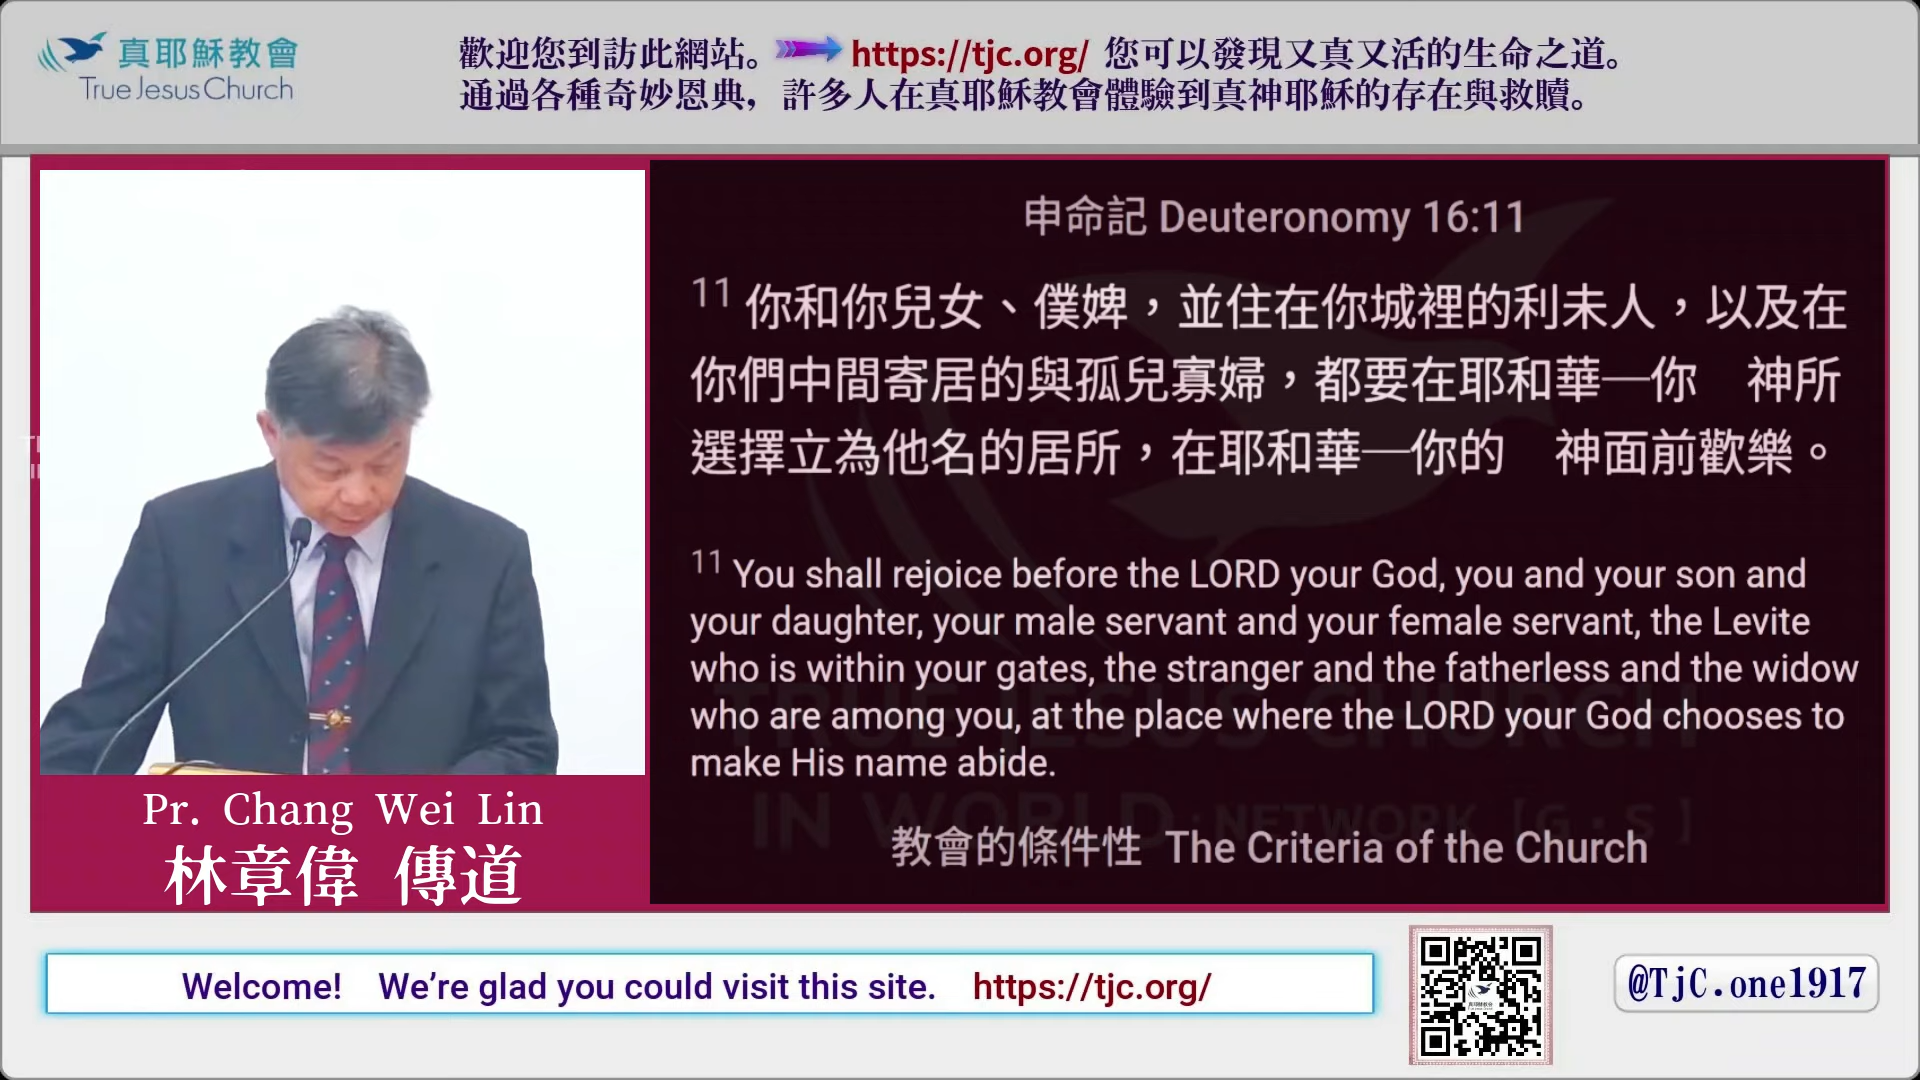 真耶穌教會
True Jesus Church
歡迎您到訪此網站。 https://tjc.org/ 您可以發現又真又活的生命之道。
通過各種奇妙恩典，許多人在真耶穌教會體驗到真神耶穌的存在與救贖。
申命記 Deuteronomy 16:11
11 你和你兒女、僕婢，並住在你城裡的利未人，以及在
你們中間寄居的與孤兒寡婦，都要在耶和華─你　神所
選擇立為他名的居所，在耶和華─你的　神面前歡樂。
11 You shall rejoice before the LORD your God, you and your son and
your daughter, your male servant and your female servant, the Levite
who is within your gates, the stranger and the fatherless and the widow
who are among you, at the place where the LORD your God chooses to
make His name abide.
TRUE JESUS CHURCH
IN WORLD · NETWORK [ G · S ]
教會的條件性 The Criteria of the Church
Pr. Chang Wei Lin
林章偉 傳道
Welcome! We’re glad you could visit this site. https://tjc.org/
@TjC.one1917